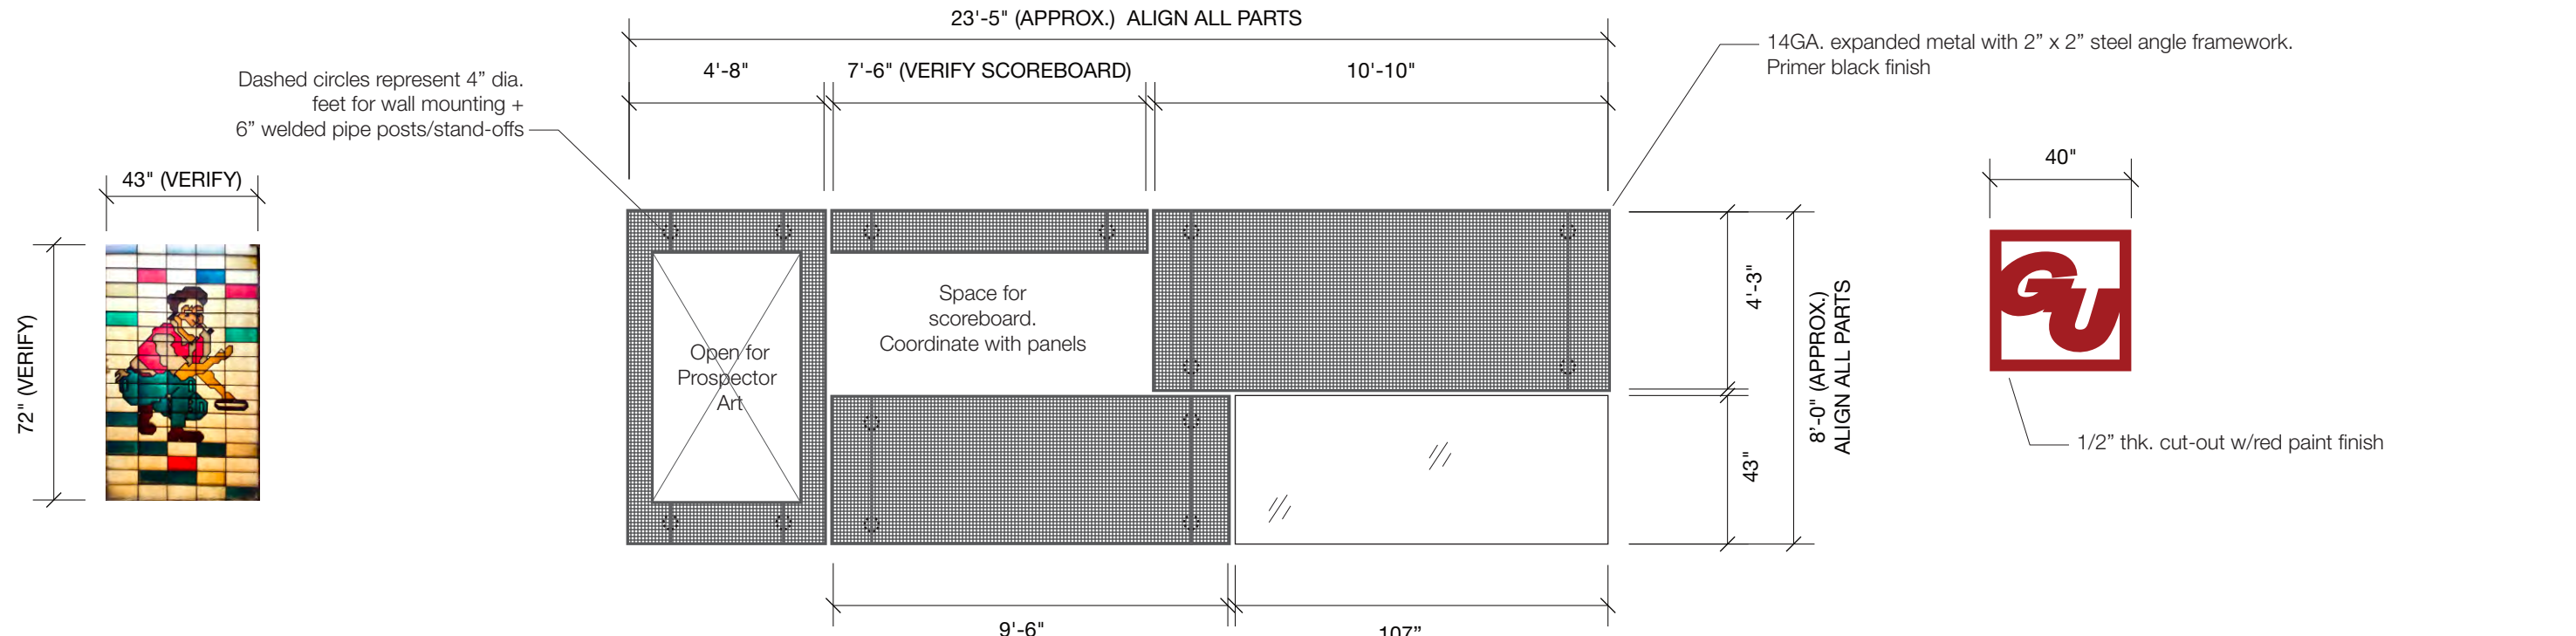 23'-5" (APPROX.)  ALIGN ALL PARTS
4'-8"
7'-6" (VERIFY SCOREBOARD)
10'-10"
14GA. expanded metal with 2” x 2” steel angle framework.
Primer black finish
Dashed circles represent 4” dia.
feet for wall mounting +
6” welded pipe posts/stand-offs
43" (VERIFY)
72" (VERIFY)
Open for
Prospector
Art
Space for
scoreboard.
Coordinate with panels
4'-3"
43"
8'-0" (APPROX.)
ALIGN ALL PARTS
40"
GU
1/2” thk. cut-out w/red paint finish
9'-6"
107”